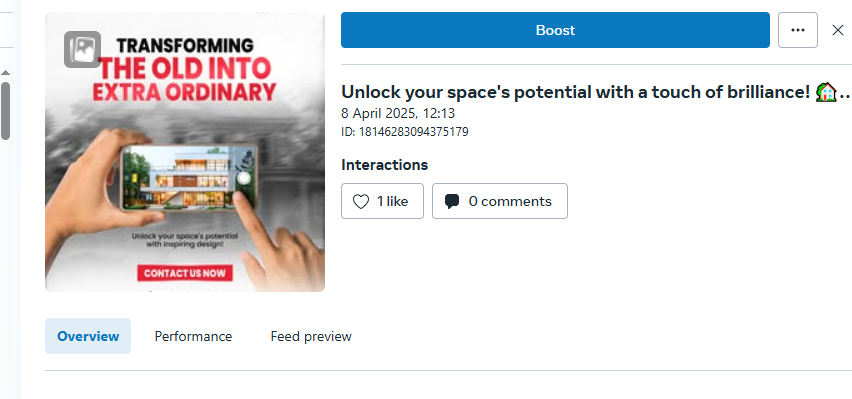 TRANSFORMING
THE OLD INTO
EXTRA ORDINARY
Unlock your space's potential
with inspiring design!
CONTACT US NOW
Boost
Unlock your space's potential with a touch of brilliance! 🏠...
8 April 2025, 12:13
ID: 18146283094375179
Interactions
1 like
0 comments
Overview
Performance
Feed preview